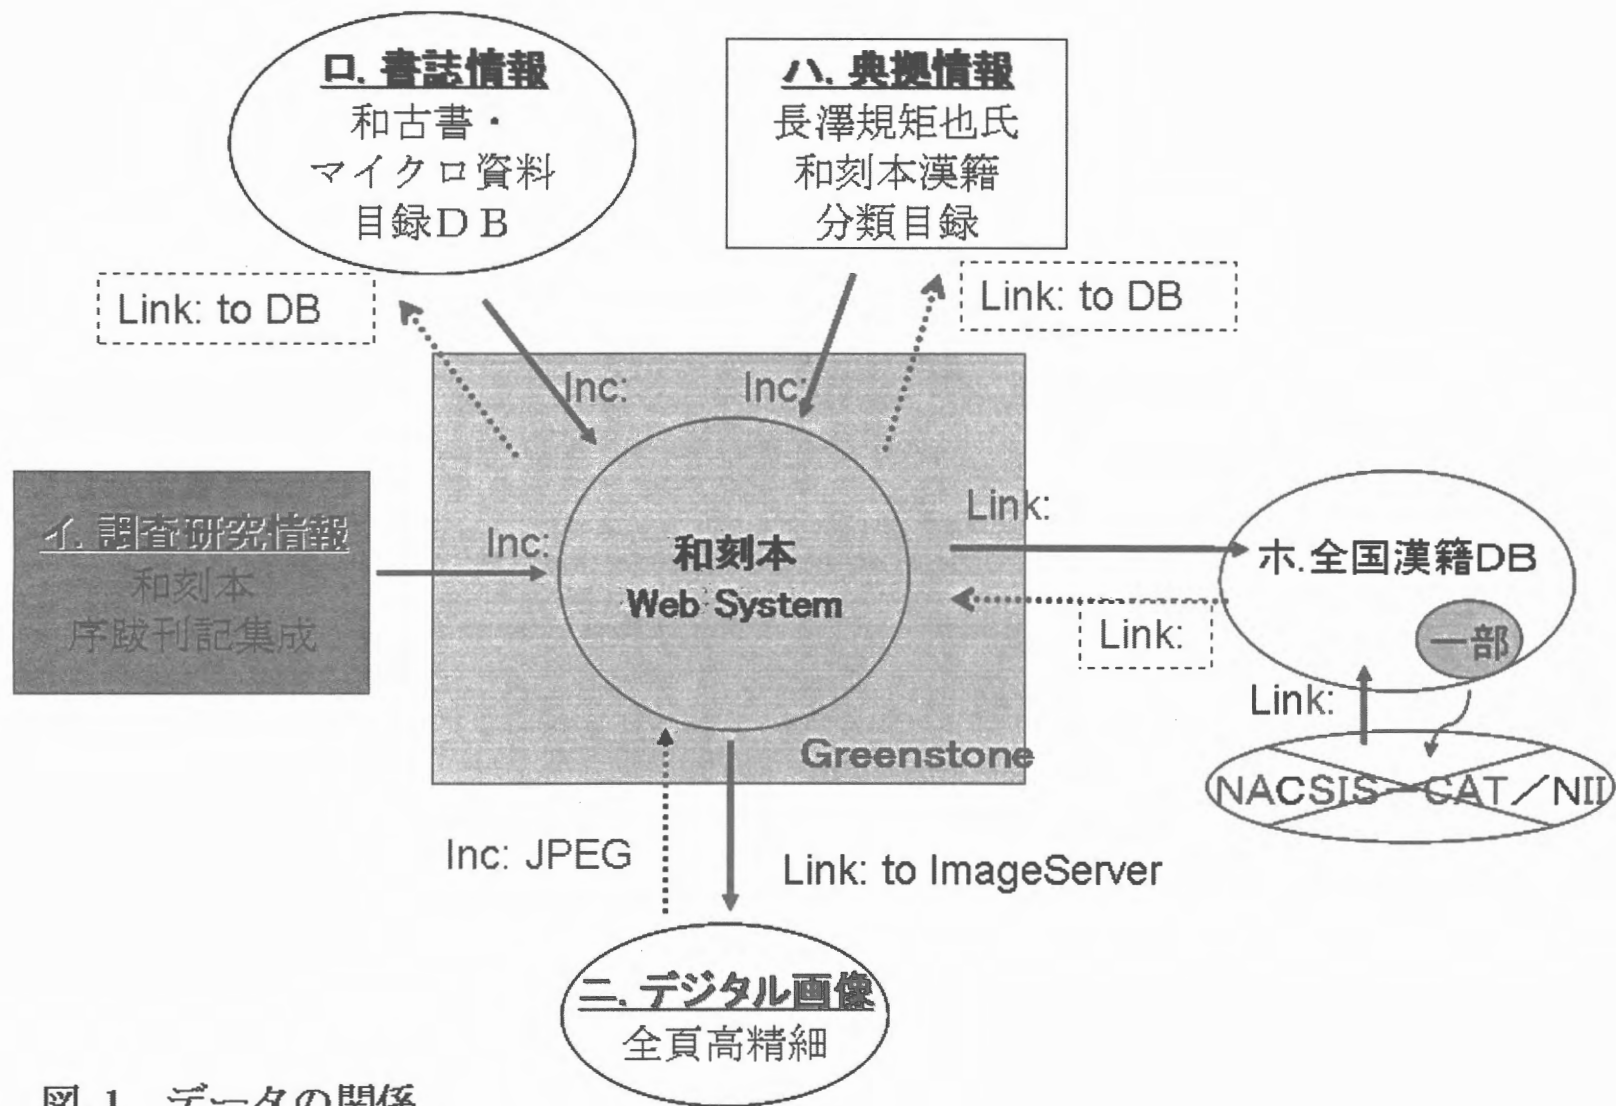 ロ. 書誌情報
和古書・
マイクロ資料
目録DB
ハ. 典拠情報
長澤規矩也氏
和刻本漢籍
分類目録
Link: to DB
Link: to DB
Inc:
Inc:
イ. 調査研究情報
和刻本
序跋刊記集成
Inc:
和刻本
Web System
Greenstone
Link:
Link:
ホ.全国漢籍DB
一部
Link:
NACSIS-CAT/NII
Inc: JPEG
Link: to ImageServer
ニ. デジタル画像
全頁高精細
図 1 データの関係